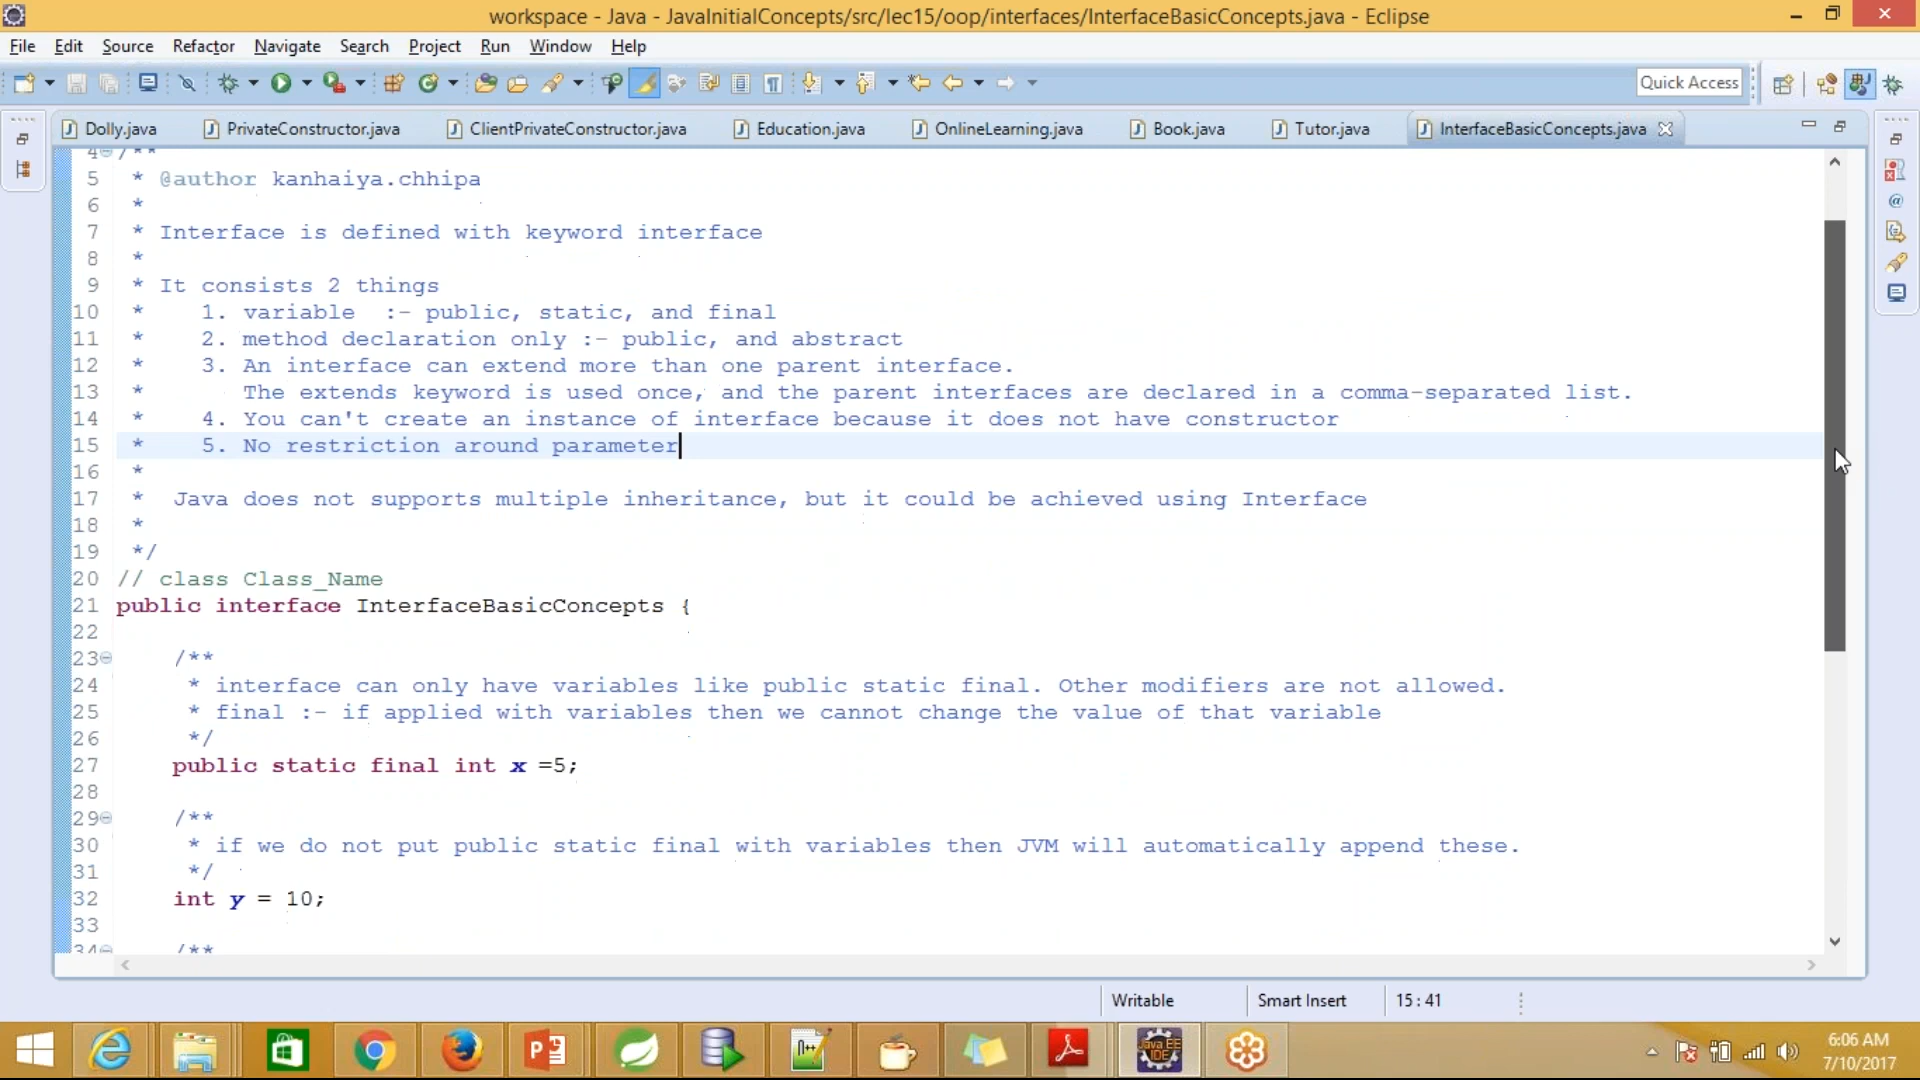 workspace - Java - JavaInitialConcepts/src/lec15/oop/interfaces/InterfaceBasicConcepts.java - Eclipse
File Edit Source Refactor Navigate Search Project Run Window Help
Quick Access
Dolly.java PrivateConstructor.java ClientPrivateConstructor.java Education.java OnlineLearning.java Book.java Tutor.java InterfaceBasicConcepts.java
4 /**
5 * @author kanhaiya.chhipa
6 *
7 * Interface is defined with keyword interface
8 *
9 * It consists 2 things
10 * 1. variable :- public, static, and final
11 * 2. method declaration only :- public, and abstract
12 * 3. An interface can extend more than one parent interface.
13 * The extends keyword is used once, and the parent interfaces are declared in a comma-separated list.
14 * 4. You can't create an instance of interface because it does not have constructor
15 * 5. No restriction around parameter
16 *
17 * Java does not supports multiple inheritance, but it could be achieved using Interface
18 *
19 */
20 // class Class_Name
21 public interface InterfaceBasicConcepts {
22
23 /**
24 * interface can only have variables like public static final. Other modifiers are not allowed.
25 * final :- if applied with variables then we cannot change the value of that variable
26 */
27 public static final int x =5;
28
29 /**
30 * if we do not put public static final with variables then JVM will automatically append these.
31 */
32 int y = 10;
33
34 /**
Writable Smart Insert 15 : 41
Java EE
IDE
6:06 AM
7/10/2017